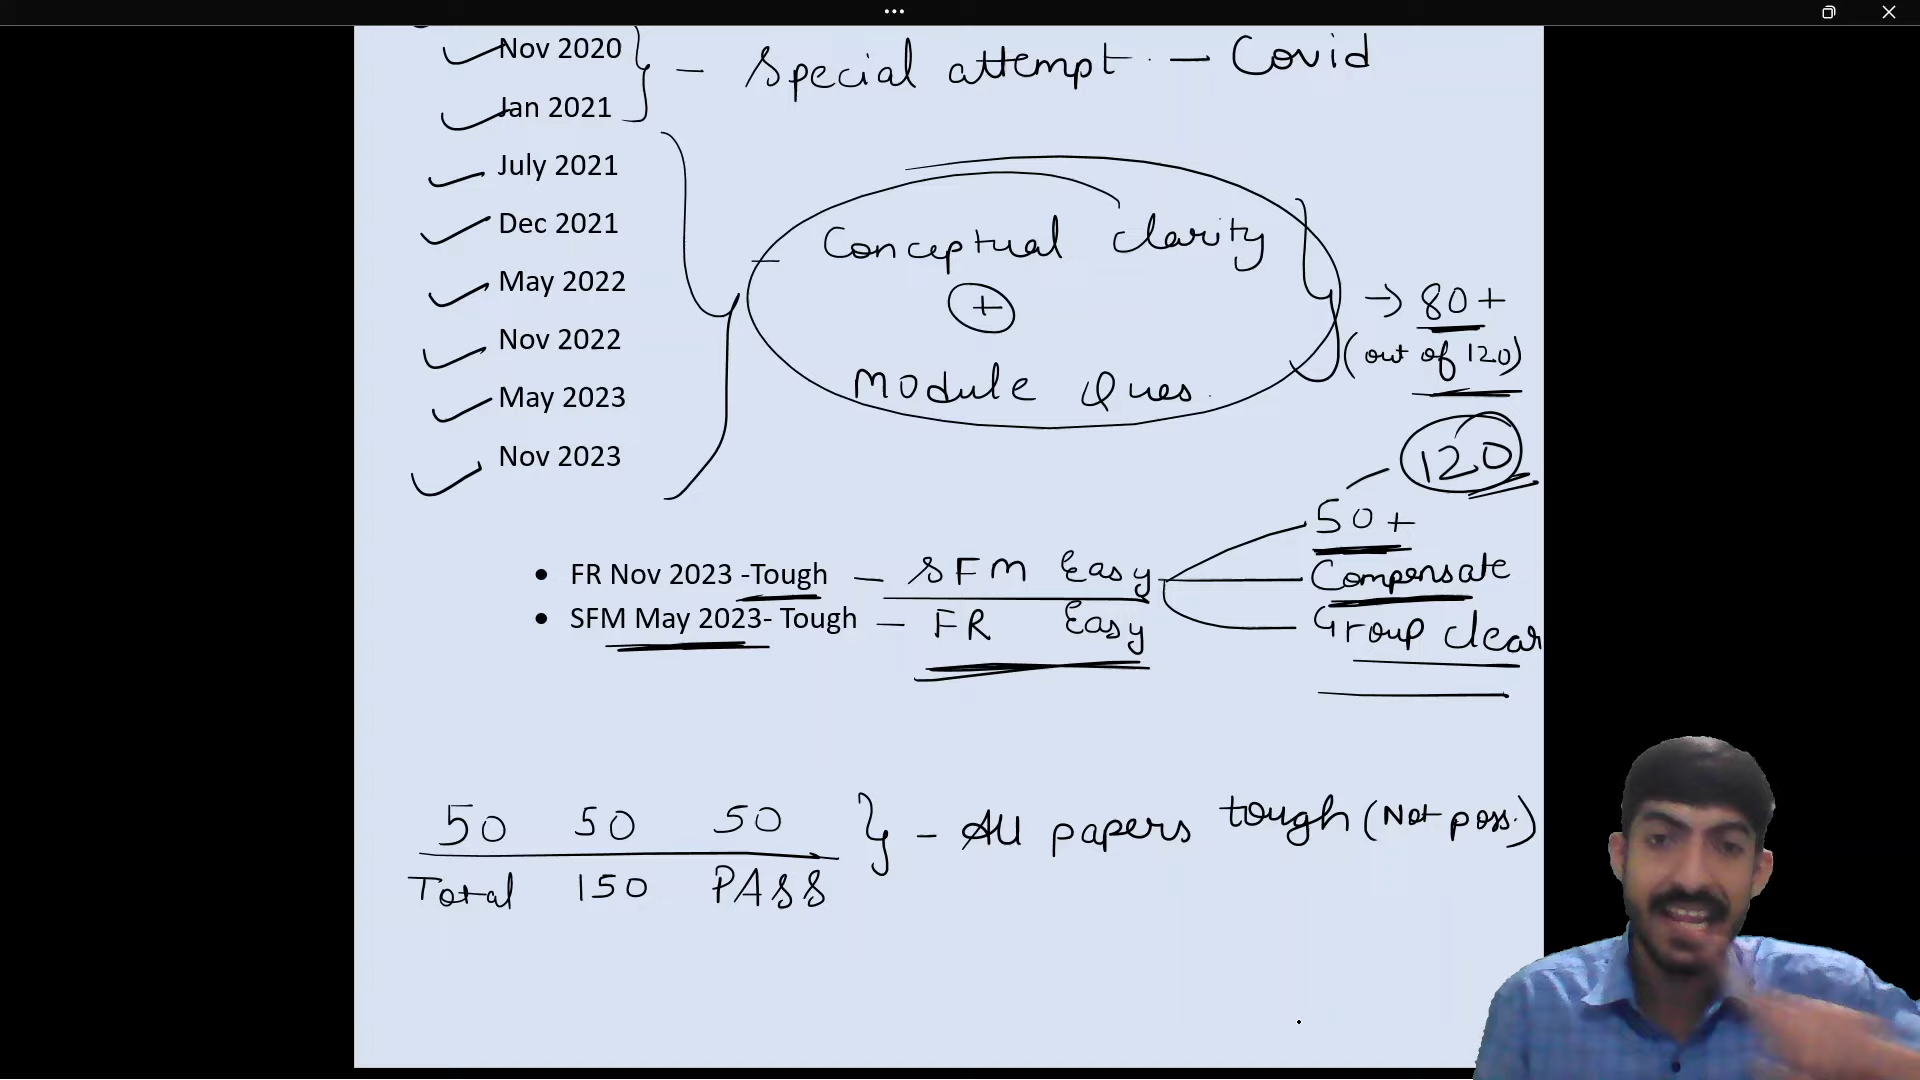 Nov 2020 } - Special attempt. - Covid
Jan 2021
July 2021
Dec 2021
Conceptual clarity
May 2022
+
→ 80+
Nov 2022
(out of 120)
Module Ques.
May 2023
Nov 2023
120
50+
• FR Nov 2023 -Tough - SFM Easy
Compensate
• SFM May 2023- Tough - FR Easy
Group clear
50 50 50 } - All papers tough (Not poss.)
Total 150 PASS